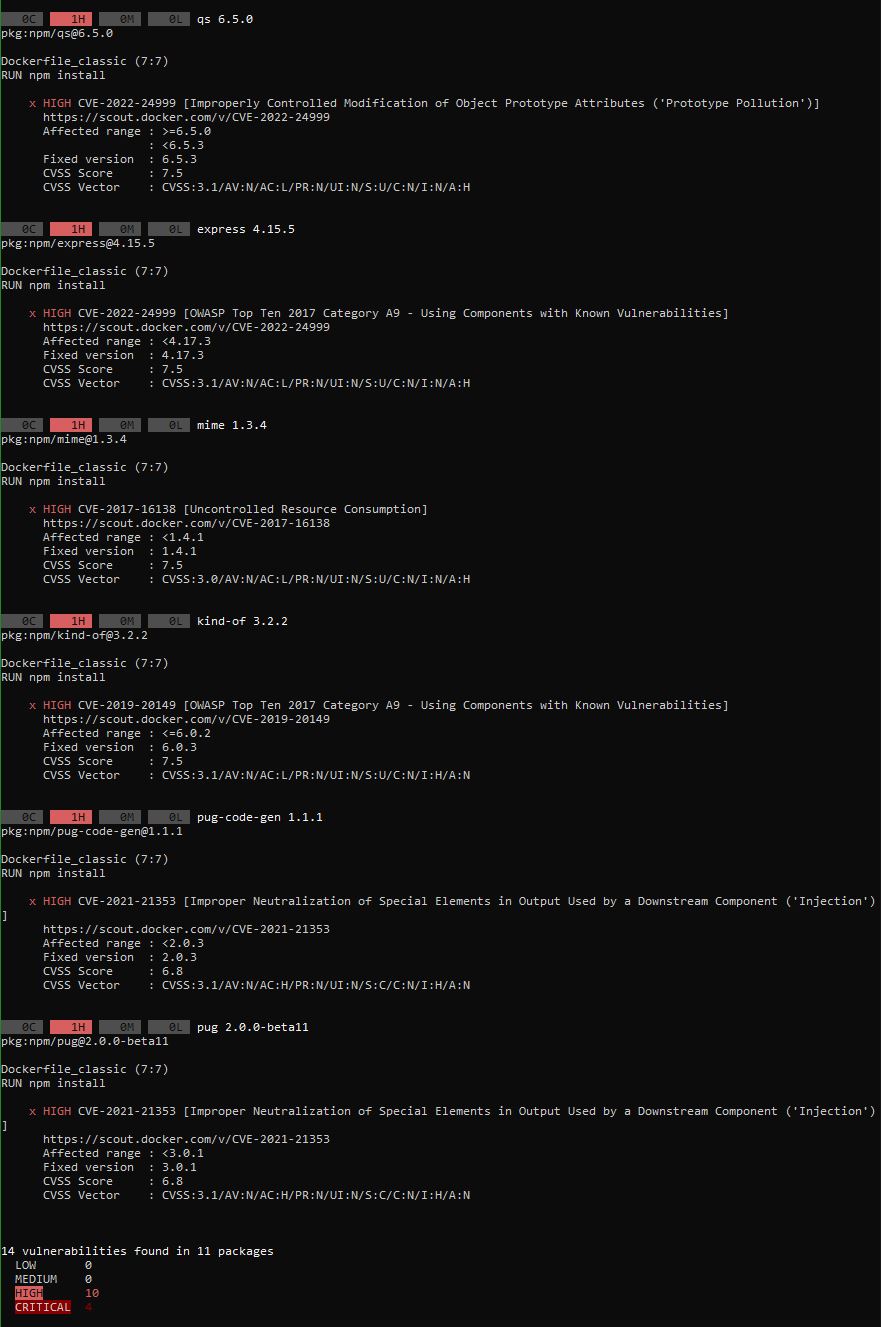 0C 1H 0M 0L qs 6.5.0
pkg:npm/qs@6.5.0
Dockerfile_classic (7:7)
RUN npm install
x HIGH CVE-2022-24999 [Improperly Controlled Modification of Object Prototype Attributes ('Prototype Pollution')]
https://scout.docker.com/v/CVE-2022-24999
Affected range : >=6.5.0
: <6.5.3
Fixed version : 6.5.3
CVSS Score : 7.5
CVSS Vector : CVSS:3.1/AV:N/AC:L/PR:N/UI:N/S:U/C:N/I:N/A:H
0C 1H 0M 0L express 4.15.5
pkg:npm/express@4.15.5
Dockerfile_classic (7:7)
RUN npm install
x HIGH CVE-2022-24999 [OWASP Top Ten 2017 Category A9 - Using Components with Known Vulnerabilities]
https://scout.docker.com/v/CVE-2022-24999
Affected range : <4.17.3
Fixed version : 4.17.3
CVSS Score : 7.5
CVSS Vector : CVSS:3.1/AV:N/AC:L/PR:N/UI:N/S:U/C:N/I:N/A:H
0C 1H 0M 0L mime 1.3.4
pkg:npm/mime@1.3.4
Dockerfile_classic (7:7)
RUN npm install
x HIGH CVE-2017-16138 [Uncontrolled Resource Consumption]
https://scout.docker.com/v/CVE-2017-16138
Affected range : <1.4.1
Fixed version : 1.4.1
CVSS Score : 7.5
CVSS Vector : CVSS:3.0/AV:N/AC:L/PR:N/UI:N/S:U/C:N/I:N/A:H
0C 1H 0M 0L kind-of 3.2.2
pkg:npm/kind-of@3.2.2
Dockerfile_classic (7:7)
RUN npm install
x HIGH CVE-2019-20149 [OWASP Top Ten 2017 Category A9 - Using Components with Known Vulnerabilities]
https://scout.docker.com/v/CVE-2019-20149
Affected range : <=6.0.2
Fixed version : 6.0.3
CVSS Score : 7.5
CVSS Vector : CVSS:3.1/AV:N/AC:L/PR:N/UI:N/S:U/C:N/I:H/A:N
0C 1H 0M 0L pug-code-gen 1.1.1
pkg:npm/pug-code-gen@1.1.1
Dockerfile_classic (7:7)
RUN npm install
x HIGH CVE-2021-21353 [Improper Neutralization of Special Elements in Output Used by a Downstream Component ('Injection')
]
https://scout.docker.com/v/CVE-2021-21353
Affected range : <2.0.3
Fixed version : 2.0.3
CVSS Score : 6.8
CVSS Vector : CVSS:3.1/AV:N/AC:H/PR:N/UI:N/S:C/C:N/I:H/A:N
0C 1H 0M 0L pug 2.0.0-beta11
pkg:npm/pug@2.0.0-beta11
Dockerfile_classic (7:7)
RUN npm install
x HIGH CVE-2021-21353 [Improper Neutralization of Special Elements in Output Used by a Downstream Component ('Injection')
]
https://scout.docker.com/v/CVE-2021-21353
Affected range : <3.0.1
Fixed version : 3.0.1
CVSS Score : 6.8
CVSS Vector : CVSS:3.1/AV:N/AC:H/PR:N/UI:N/S:C/C:N/I:H/A:N
14 vulnerabilities found in 11 packages
LOW 0
MEDIUM 0
HIGH 10
CRITICAL 4